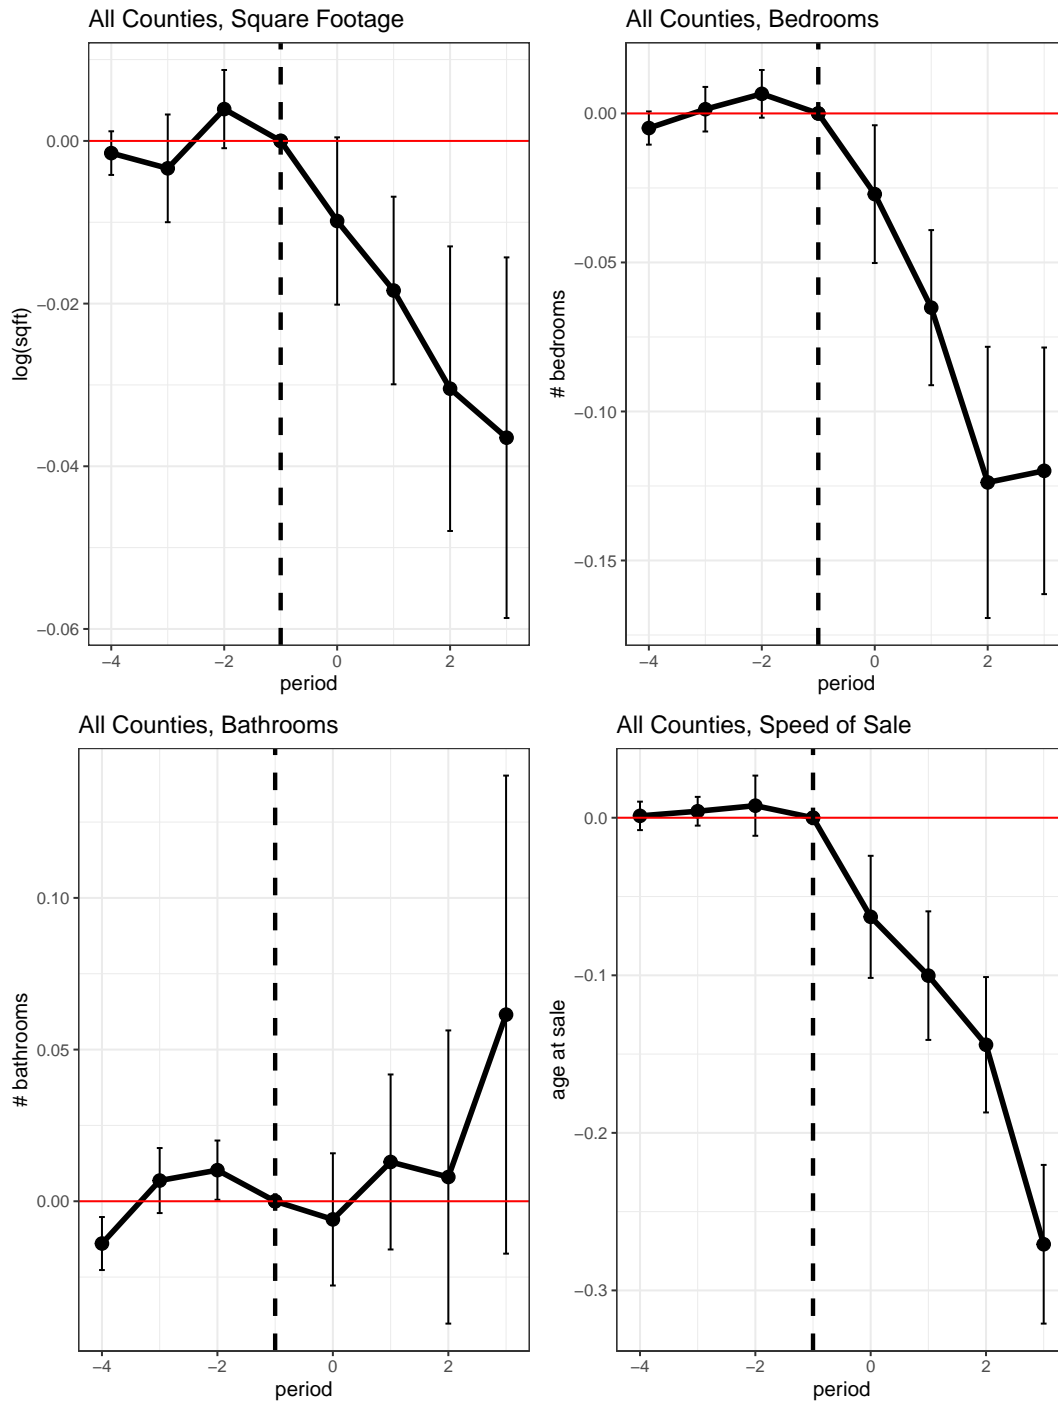 All Counties, Square Footage
0.00
−0.02
−0.04
−0.06
log(sqft)
−4 −2 0 2
period
All Counties, Bedrooms
0.00
−0.05
−0.10
−0.15
# bedrooms
−4 −2 0 2
period
All Counties, Bathrooms
0.10
0.05
0.00
# bathrooms
−4 −2 0 2
period
All Counties, Speed of Sale
0.0
−0.1
−0.2
−0.3
age at sale
−4 −2 0 2
period